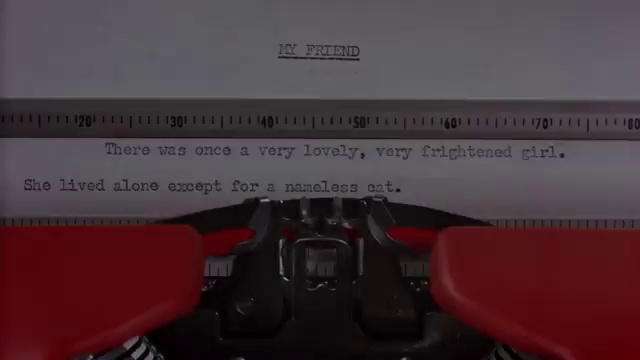 MY FRIEND
20 30 40 50 60 70 80
There was once a very lovely, very frightened girl.
She lived alone except for a nameless cat.